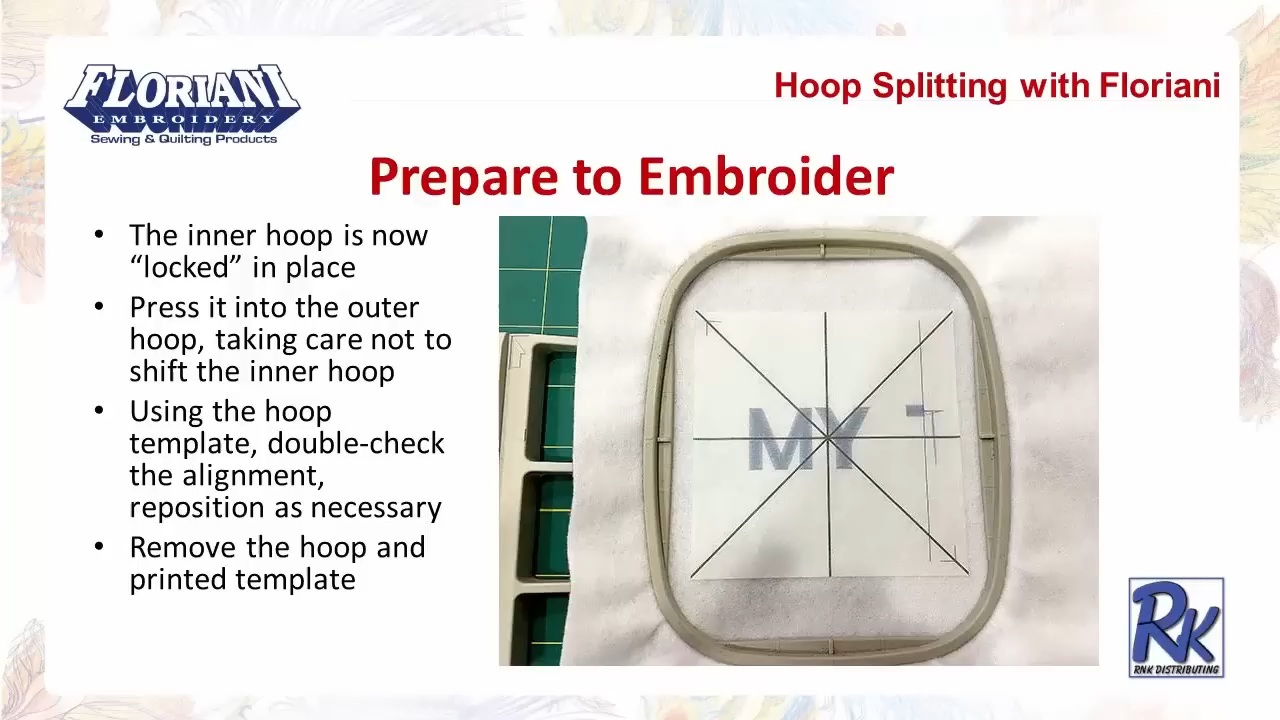 FLORIANI
EMBROIDERY
Sewing & Quilting Products
Hoop Splitting with Floriani
Prepare to Embroider
• The inner hoop is now
“locked” in place
• Press it into the outer
hoop, taking care not to
shift the inner hoop
• Using the hoop
template, double-check
the alignment,
reposition as necessary
• Remove the hoop and
printed template
MY
RK
RNK DISTRIBUTING